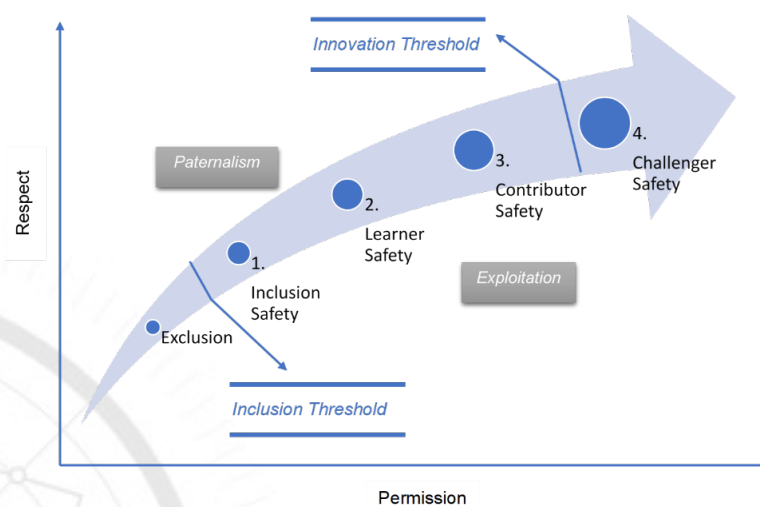 Innovation Threshold
Paternalism
Respect
4.
Challenger
Safety
3.
Contributor
Safety
2.
Learner
Safety
1.
Inclusion
Safety
Exploitation
Exclusion
Inclusion Threshold
Permission